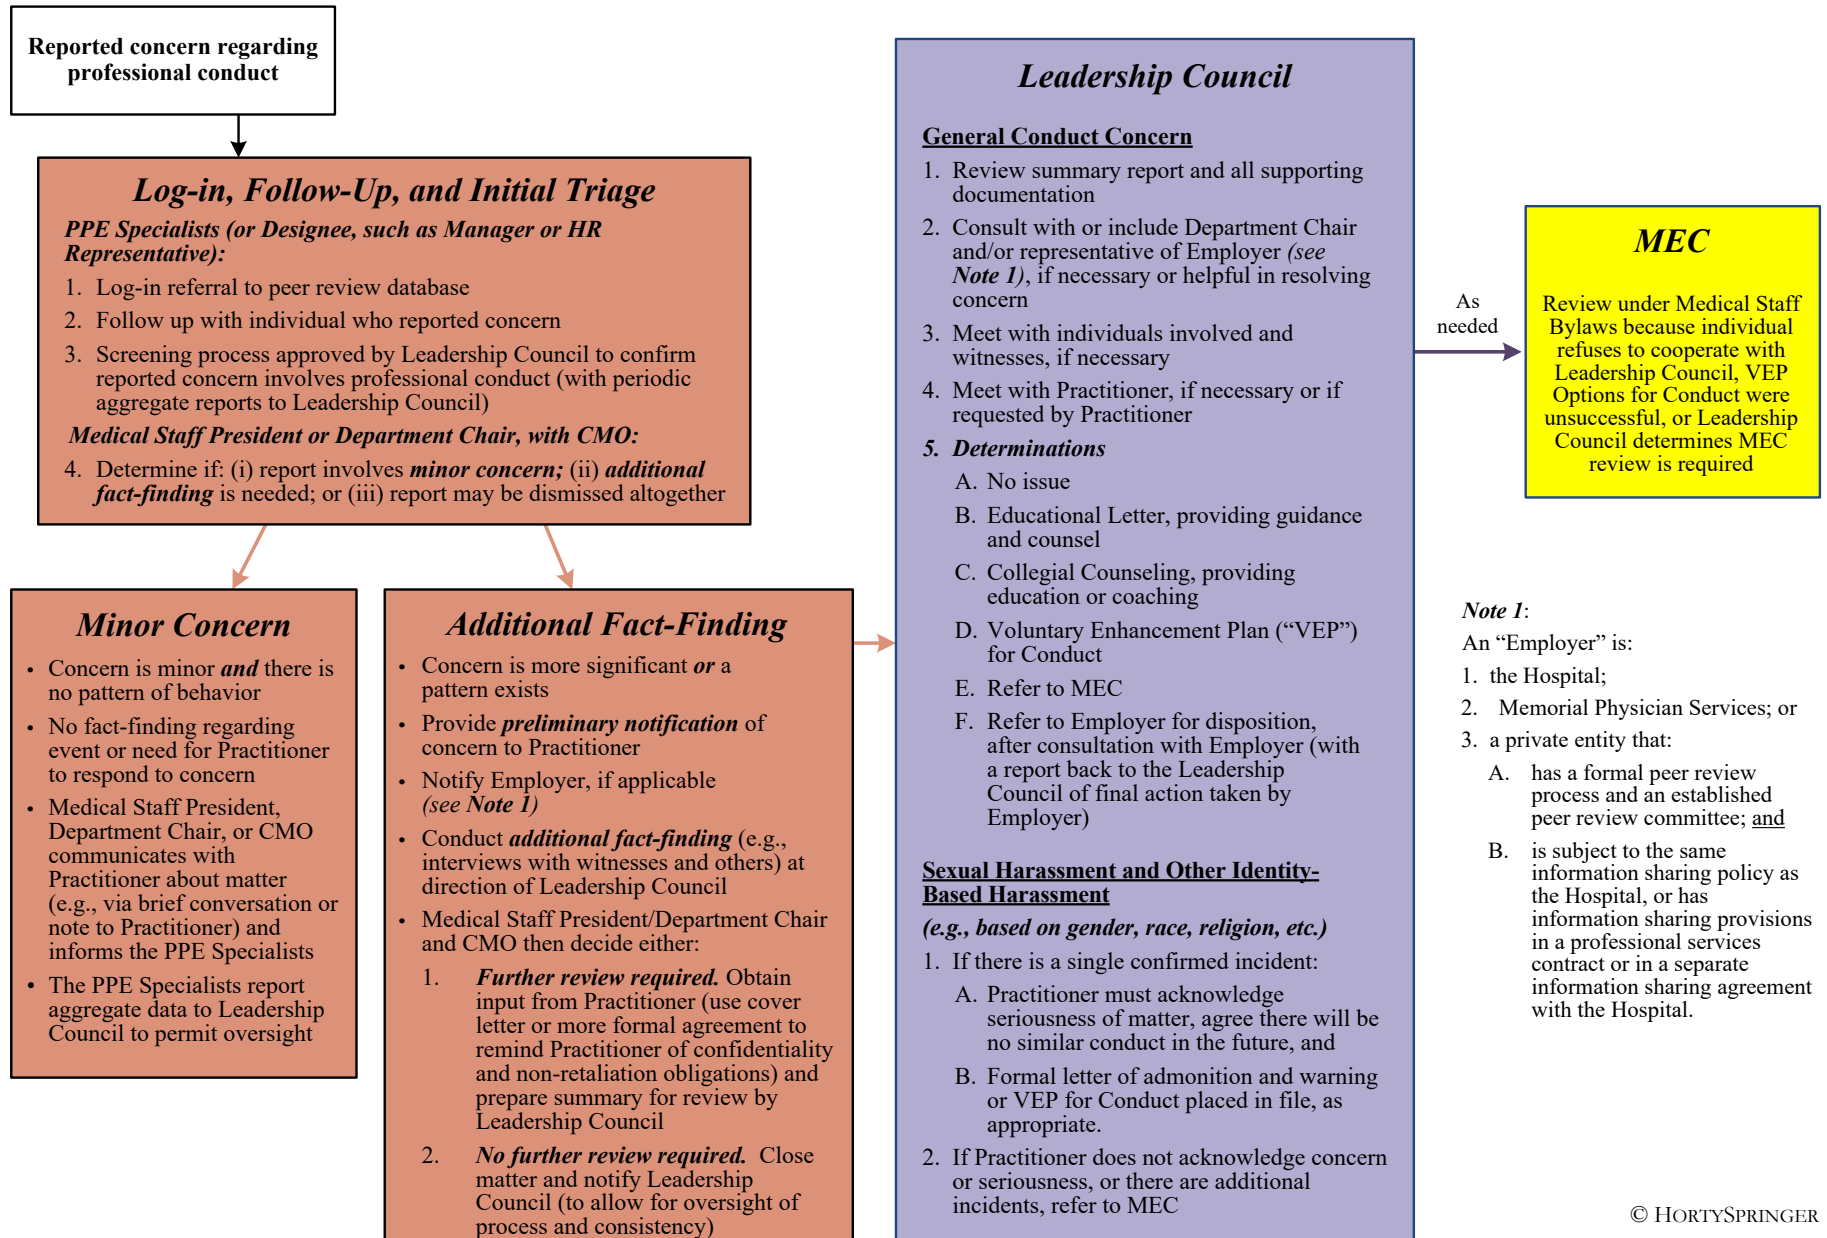 Reported concern regarding
professional conduct
Log-in, Follow-Up, and Initial Triage
PPE Specialists (or Designee, such as Manager or HR
Representative):
1. Log-in referral to peer review database
2. Follow up with individual who reported concern
3. Screening process approved by Leadership Council to confirm
reported concern involves professional conduct (with periodic
aggregate reports to Leadership Council)
Medical Staff President or Department Chair, with CMO:
4. Determine if: (i) report involves minor concern; (ii) additional
fact-finding is needed; or (iii) report may be dismissed altogether
Minor Concern
• Concern is minor and there is
no pattern of behavior
• No fact-finding regarding
event or need for Practitioner
to respond to concern
• Medical Staff President,
Department Chair, or CMO
communicates with
Practitioner about matter
(e.g., via brief conversation or
note to Practitioner) and
informs the PPE Specialists
• The PPE Specialists report
aggregate data to Leadership
Council to permit oversight
Additional Fact-Finding
• Concern is more significant or a
pattern exists
• Provide preliminary notification of
concern to Practitioner
• Notify Employer, if applicable
(see Note 1)
• Conduct additional fact-finding (e.g.,
interviews with witnesses and others) at
direction of Leadership Council
• Medical Staff President/Department Chair
and CMO then decide either:
1. Further review required. Obtain
input from Practitioner (use cover
letter or more formal agreement to
remind Practitioner of confidentiality
and non-retaliation obligations) and
prepare summary for review by
Leadership Council
2. No further review required. Close
matter and notify Leadership
Council (to allow for oversight of
process and consistency)
Leadership Council
General Conduct Concern
1. Review summary report and all supporting
documentation
2. Consult with or include Department Chair
and/or representative of Employer (see
Note 1), if necessary or helpful in resolving
concern
3. Meet with individuals involved and
witnesses, if necessary
4. Meet with Practitioner, if necessary or if
requested by Practitioner
5. Determinations
A. No issue
B. Educational Letter, providing guidance
and counsel
C. Collegial Counseling, providing
education or coaching
D. Voluntary Enhancement Plan (“VEP”)
for Conduct
E. Refer to MEC
F. Refer to Employer for disposition,
after consultation with Employer (with
a report back to the Leadership
Council of final action taken by
Employer)
Sexual Harassment and Other Identity-
Based Harassment
(e.g., based on gender, race, religion, etc.)
1. If there is a single confirmed incident:
A. Practitioner must acknowledge
seriousness of matter, agree there will be
no similar conduct in the future, and
B. Formal letter of admonition and warning
or VEP for Conduct placed in file, as
appropriate.
2. If Practitioner does not acknowledge concern
or seriousness, or there are additional
incidents, refer to MEC
As
needed
MEC
Review under Medical Staff
Bylaws because individual
refuses to cooperate with
Leadership Council, VEP
Options for Conduct were
unsuccessful, or Leadership
Council determines MEC
review is required
Note 1:
An “Employer” is:
1. the Hospital;
2. Memorial Physician Services; or
3. a private entity that:
A. has a formal peer review
process and an established
peer review committee; and
B. is subject to the same
information sharing policy as
the Hospital, or has
information sharing provisions
in a professional services
contract or in a separate
information sharing agreement
with the Hospital.
© HORTYSPRINGER